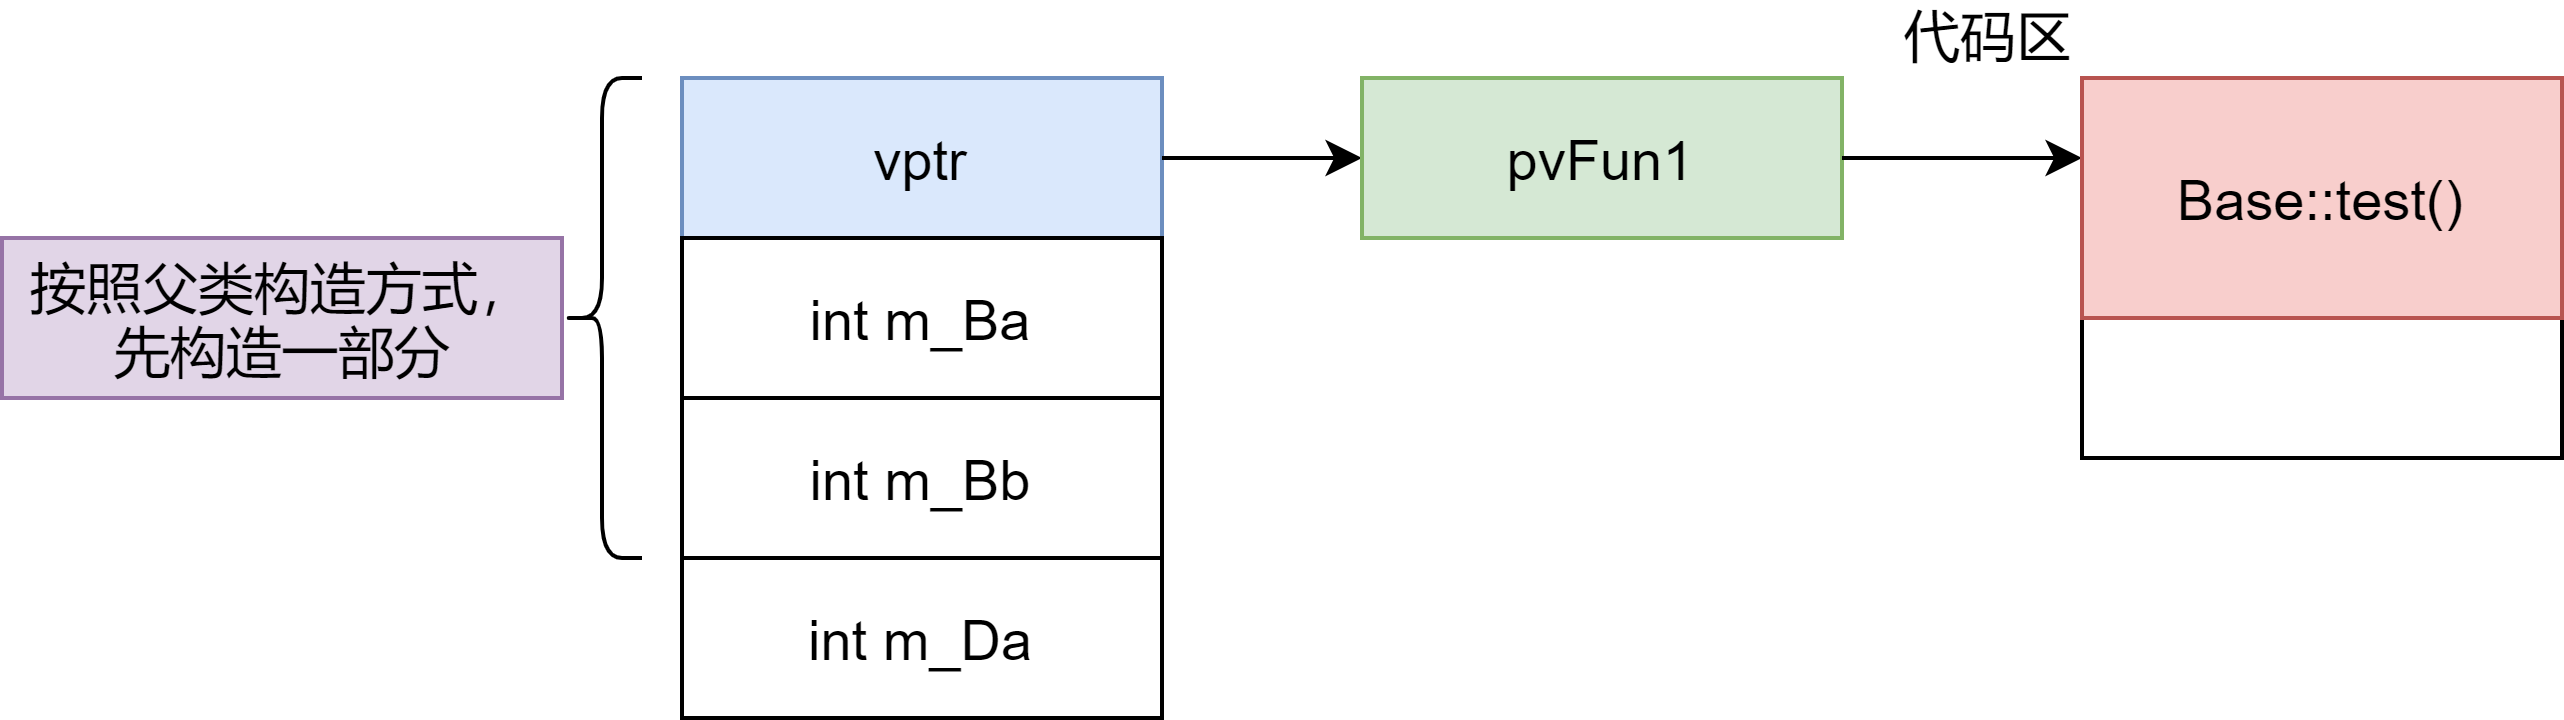 代码区
vptr
pvFun1
Base::test()
按照父类构造方式，
先构造一部分
int m_Ba
int m_Bb
int m_Da